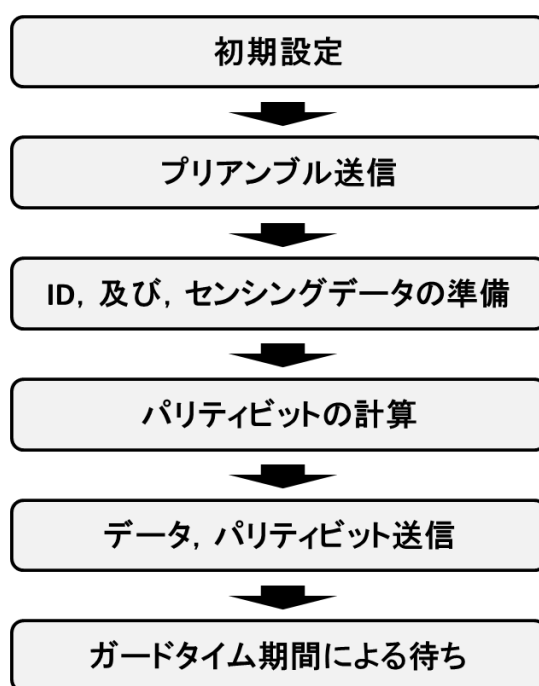 初期設定
プリアンブル送信
ID, 及び, センシングデータの準備
パリティビットの計算
データ, パリティビット送信
ガードタイム期間による待ち